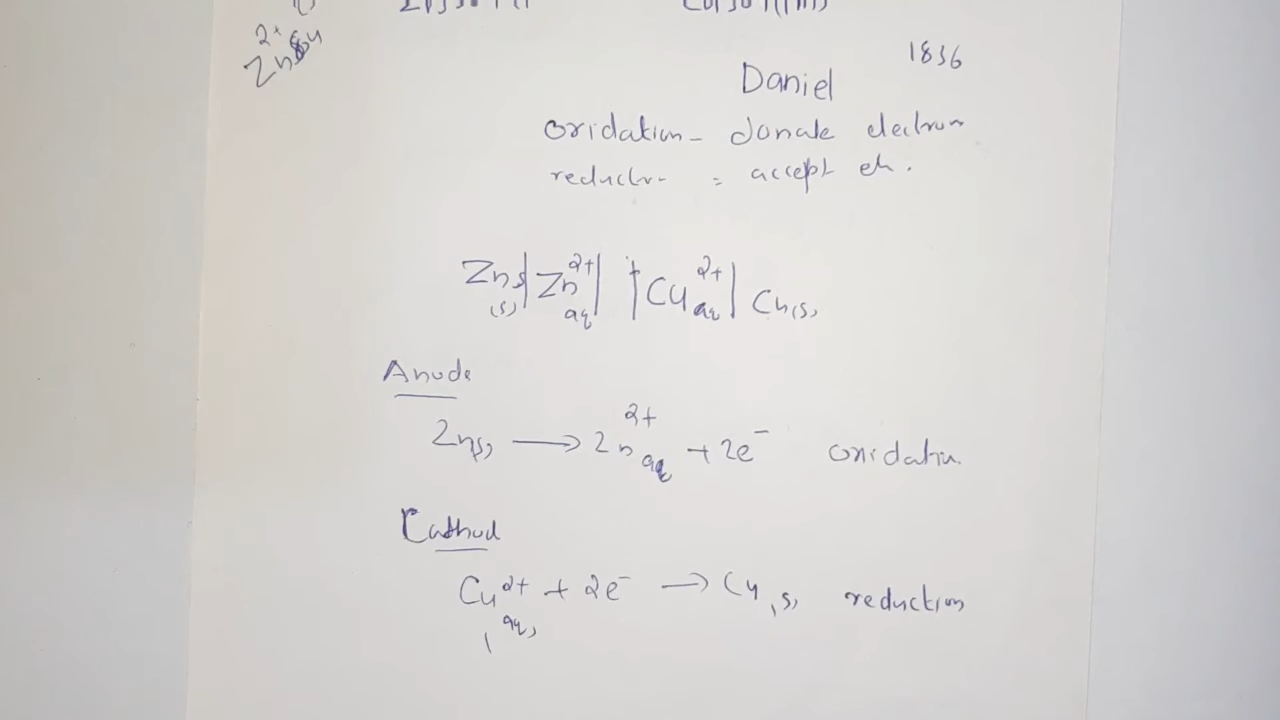 1836
Daniel
oxidation - donate electron
reduction = accept ele.
Zn(s) | Zn2+ aq | | Cu2+ aq | Cu(s)
Anode
Zn(s) → Zn2+ aq + 2e- oxidation
Cathod
Cu2+ (aq) + 2e- → Cu(s) reduction